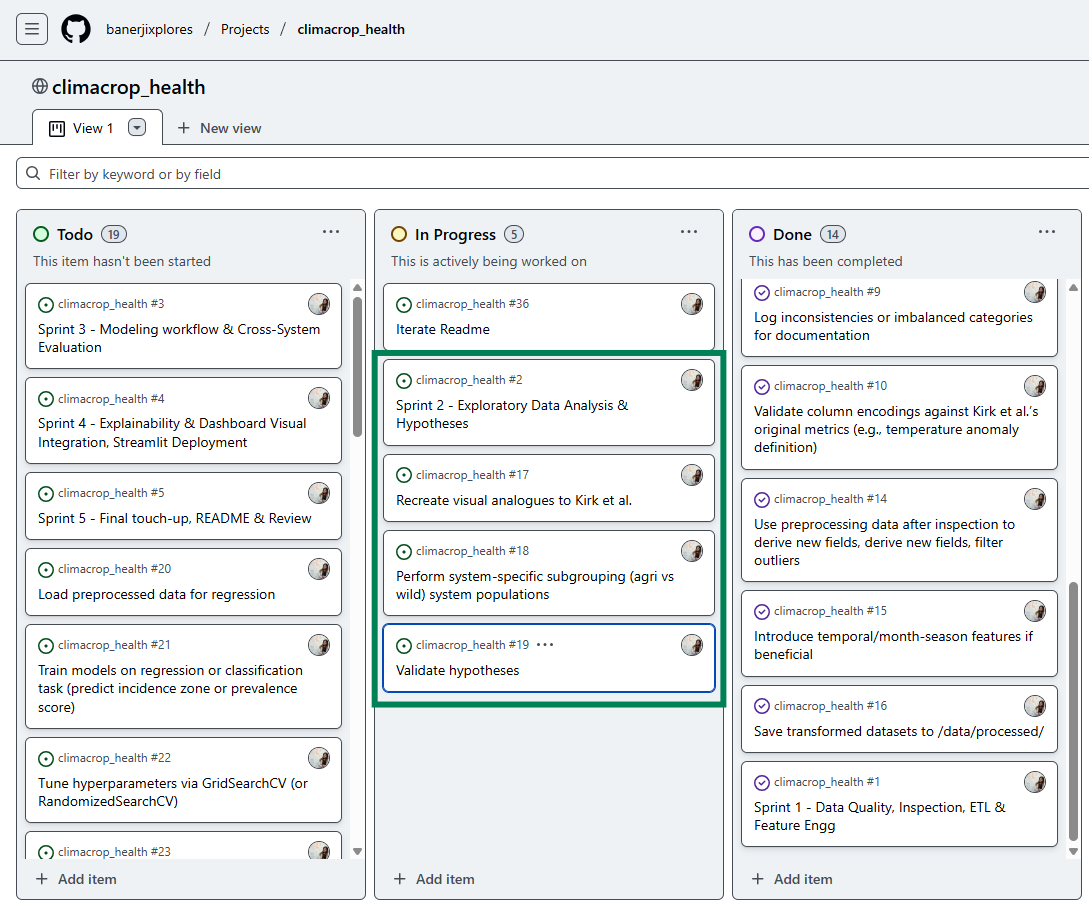 banerjixplores / Projects / climacrop_health
climacrop_health
View 1
New view
Filter by keyword or by field
Todo 19
This item hasn't been started
climacrop_health #3
Sprint 3 - Modeling workflow & Cross-System
Evaluation
climacrop_health #4
Sprint 4 - Explainability & Dashboard Visual
Integration, Streamlit Deployment
climacrop_health #5
Sprint 5 - Final touch-up, README & Review
climacrop_health #20
Load preprocessed data for regression
climacrop_health #21
Train models on regression or classification
task (predict incidence zone or prevalence
score)
climacrop_health #22
Tune hyperparameters via GridSearchCV (or
RandomizedSearchCV)
climacrop_health #23
Add item
In Progress 5
This is actively being worked on
climacrop_health #36
Iterate Readme
climacrop_health #2
Sprint 2 - Exploratory Data Analysis &
Hypotheses
climacrop_health #17
Recreate visual analogues to Kirk et al.
climacrop_health #18
Perform system-specific subgrouping (agri vs
wild) system populations
climacrop_health #19
Validate hypotheses
Add item
Done 14
This has been completed
climacrop_health #9
Log inconsistencies or imbalanced categories
for documentation
climacrop_health #10
Validate column encodings against Kirk et al.’s
original metrics (e.g., temperature anomaly
definition)
climacrop_health #14
Use preprocessing data after inspection to
derive new fields, derive new fields, filter
outliers
climacrop_health #15
Introduce temporal/month-season features if
beneficial
climacrop_health #16
Save transformed datasets to /data/processed/
climacrop_health #1
Sprint 1 - Data Quality, Inspection, ETL &
Feature Engg
Add item